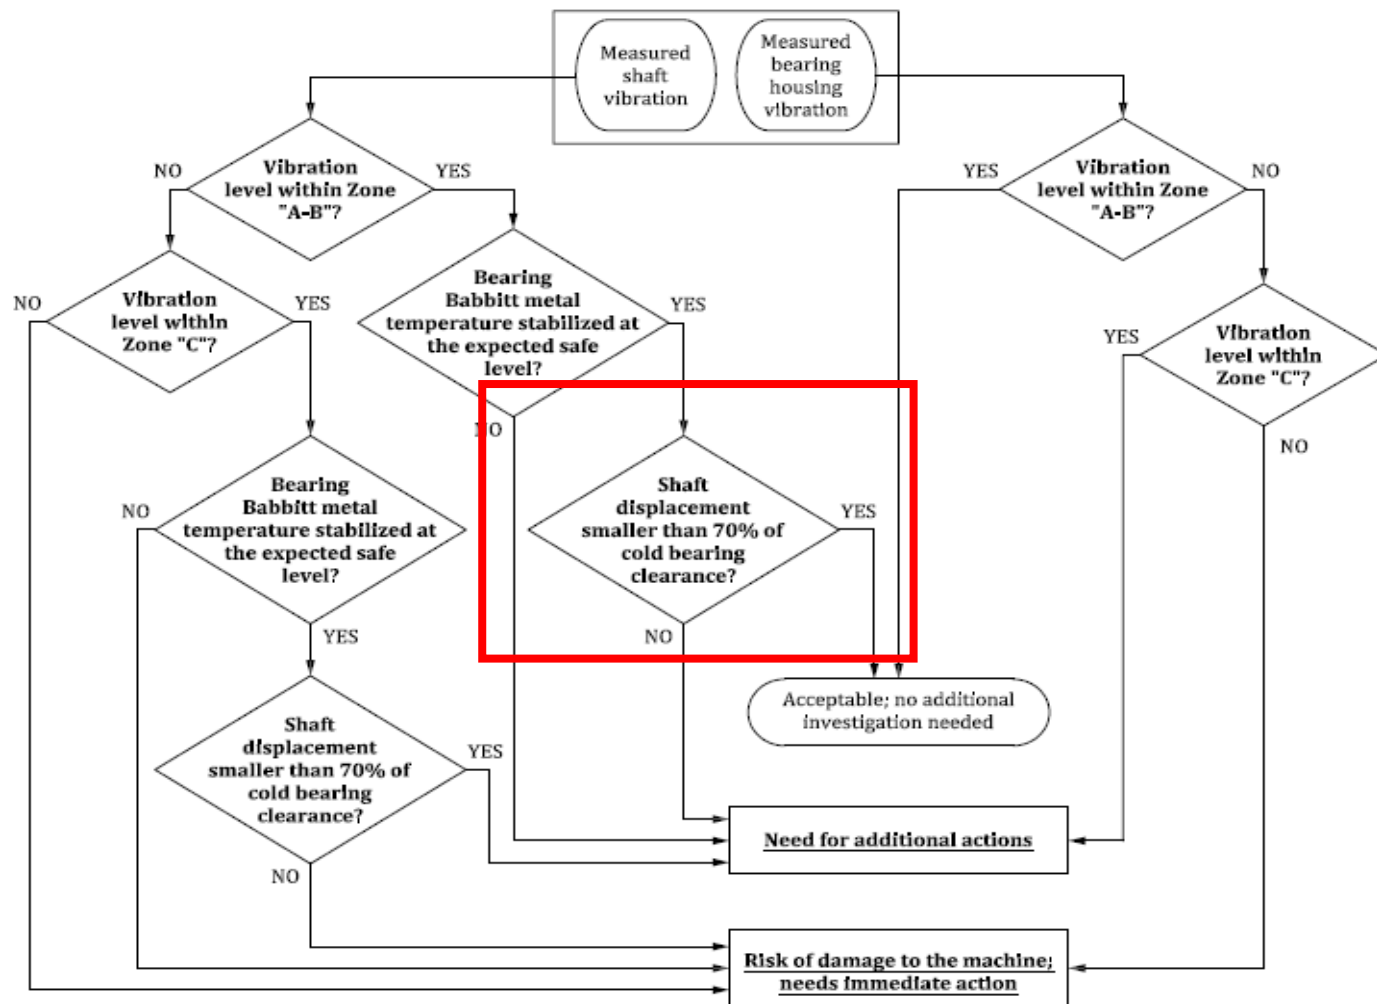 Measured
shaft
vibration
Measured
bearing
housing
vibration
NO
Vibration
level within Zone
"A-B"?
YES
YES
Vibration
level within Zone
"A-B"?
NO
NO
Vibration
level within
Zone "C"?
YES
Bearing
Babbitt metal
temperature stabilized at
the expected safe
level?
YES
NO
YES
Vibration
level within
Zone "C"?
NO
NO
Bearing
Babbitt metal
temperature stabilized at
the expected safe
level?
YES
Shaft
displacement
smaller than 70% of
cold bearing
clearance?
YES
NO
Acceptable; no additional
investigation needed
Shaft
displacement
smaller than 70% of
cold bearing
clearance?
YES
NO
Need for additional actions
Risk of damage to the machine;
needs immediate action